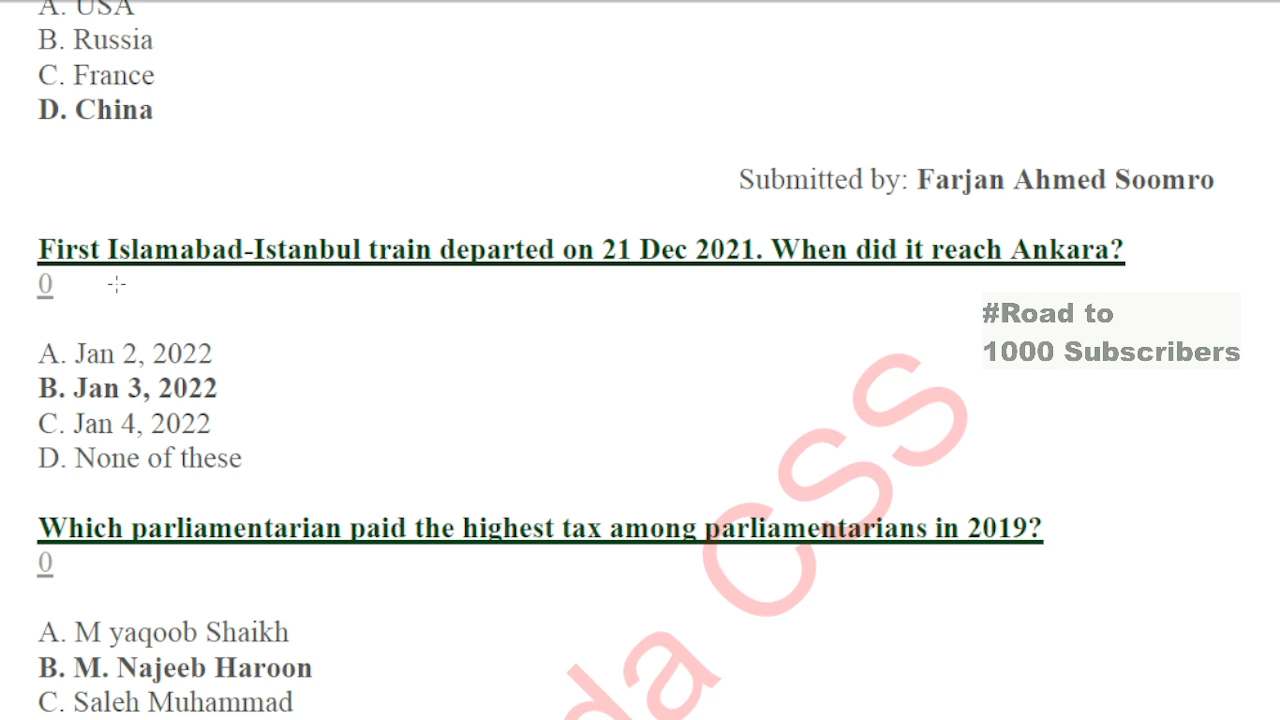 A. USA
B. Russia
C. France
D. China
Submitted by: Farjan Ahmed Soomro
First Islamabad-Istanbul train departed on 21 Dec 2021. When did it reach Ankara?
0
#Road to
1000 Subscribers
A. Jan 2, 2022
B. Jan 3, 2022
C. Jan 4, 2022
D. None of these
Which parliamentarian paid the highest tax among parliamentarians in 2019?
0
A. M yaqoob Shaikh
B. M. Najeeb Haroon
C. Saleh Muhammad
da CSS